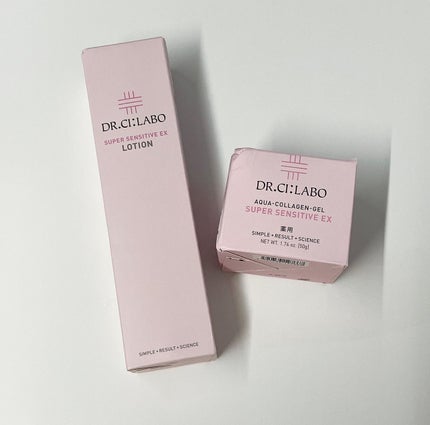 DR.CI:LABO
SUPER SENSITIVE EX
LOTION
SIMPLE+RESULT+SCIENCE
DR.CI:LABO
AQUA-COLLAGEN-GEL
SUPER SENSITIVE EX
薬用
SIMPLE+RESULT+SCIENCE
NET WT. 1.76 oz. [50g]